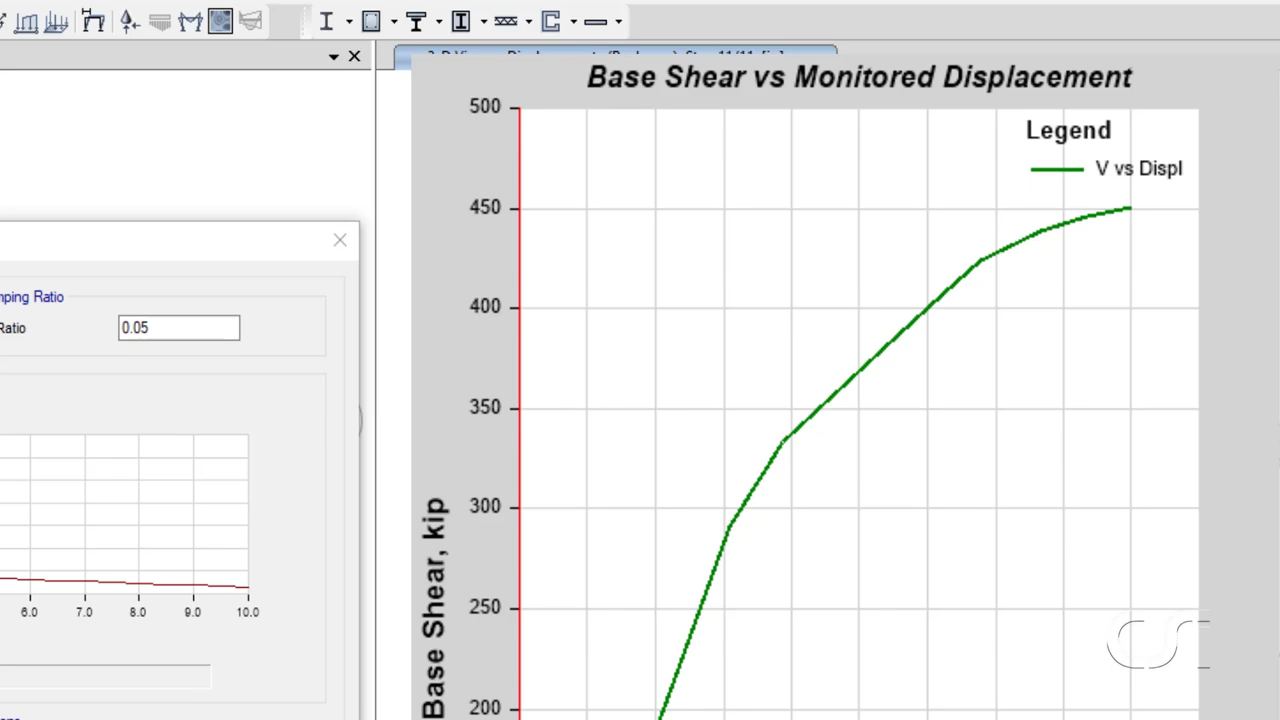 Base Shear vs Monitored Displacement
500
450
400
350
300
250
200
Base Shear, kip
Legend
V vs Displ
Ratio
Ratio
0.05
6.0 7.0 8.0 9.0 10.0